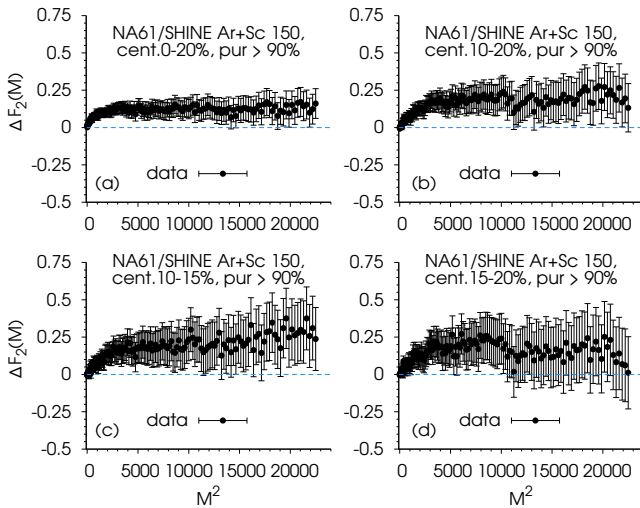 NA61/SHINE Ar+Sc 150,
cent.0-20%, pur > 90%
0.75
0.5
0.25
0
-0.25
-0.5
Δ F2(M)
(a)
data
0 5000 10000 15000 20000
NA61/SHINE Ar+Sc 150,
cent.10-20%, pur > 90%
0.75
0.5
0.25
0
-0.25
-0.5
(b)
data
0 5000 10000 15000 20000
NA61/SHINE Ar+Sc 150,
cent.10-15%, pur > 90%
0.75
0.5
0.25
0
-0.25
-0.5
Δ F2(M)
(c)
data
0 5000 10000 15000 20000
M²
NA61/SHINE Ar+Sc 150,
cent.15-20%, pur > 90%
0.75
0.5
0.25
0
-0.25
-0.5
(d)
data
0 5000 10000 15000 20000
M²